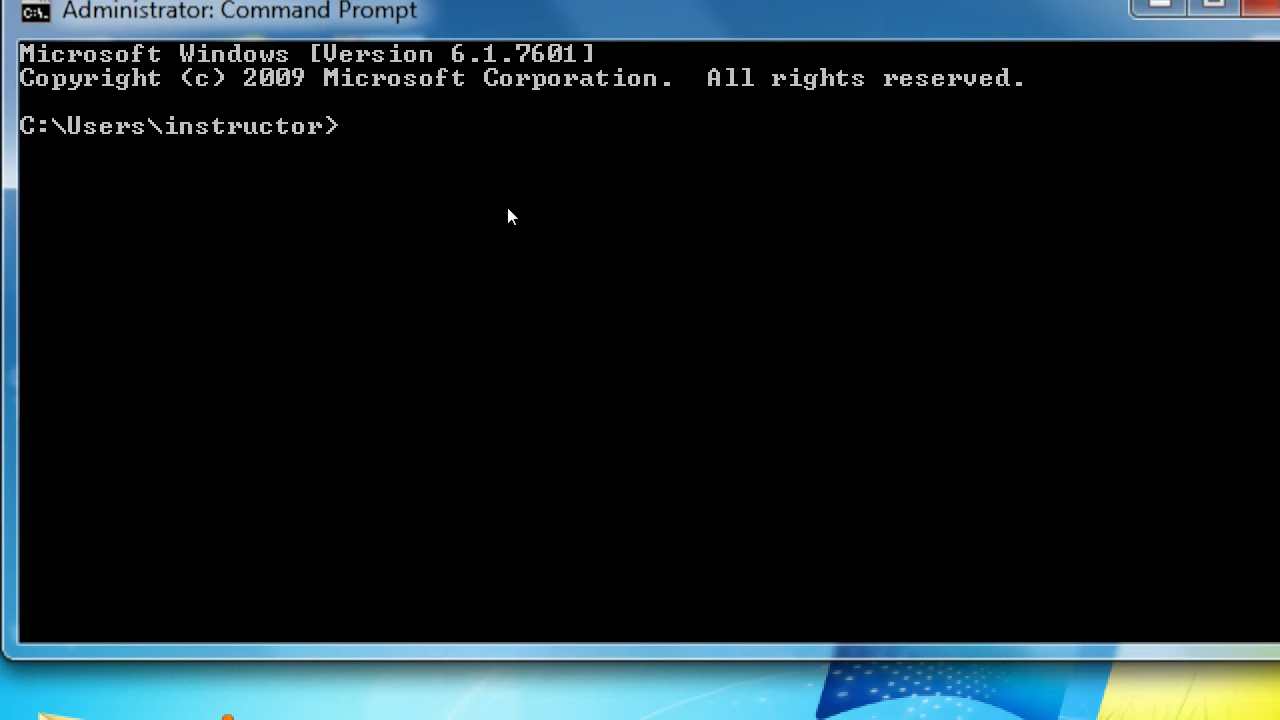 Administrator: Command Prompt
Microsoft Windows [Version 6.1.7601]
Copyright (c) 2009 Microsoft Corporation.  All rights reserved.
C:\Users\instructor>